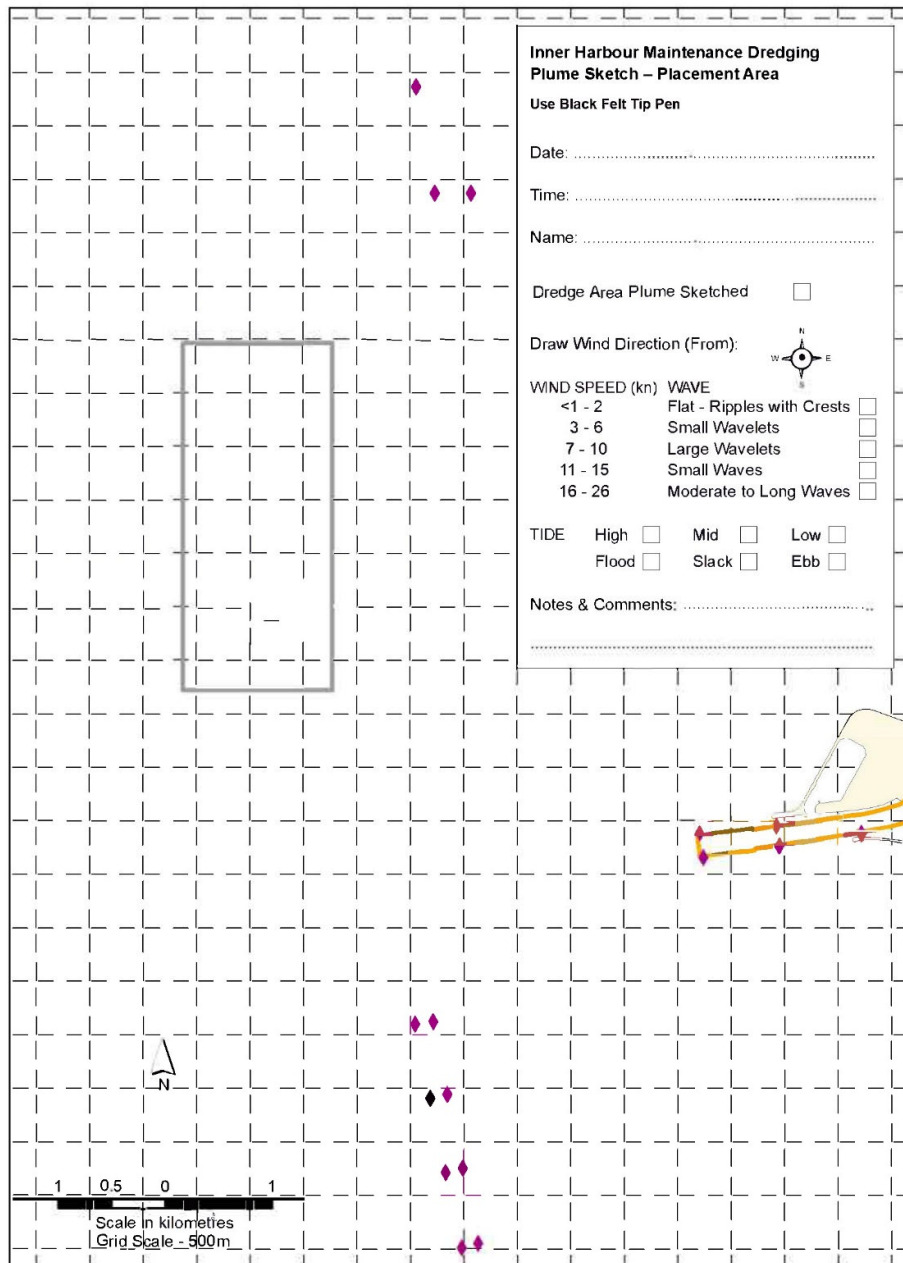 Inner Harbour Maintenance Dredging
Plume Sketch – Placement Area
Use Black Felt Tip Pen
Date:
Time:
Name:
Dredge Area Plume Sketched
Draw Wind Direction (From):
N
W E
S
WIND SPEED (kn) WAVE
<1 - 2 Flat - Ripples with Crests
3 - 6 Small Wavelets
7 - 10 Large Wavelets
11 - 15 Small Waves
16 - 26 Moderate to Long Waves
TIDE High Mid Low
Flood Slack Ebb
Notes & Comments:
N
1 0.5 0 1
Scale in kilometres
Grid Scale - 500m